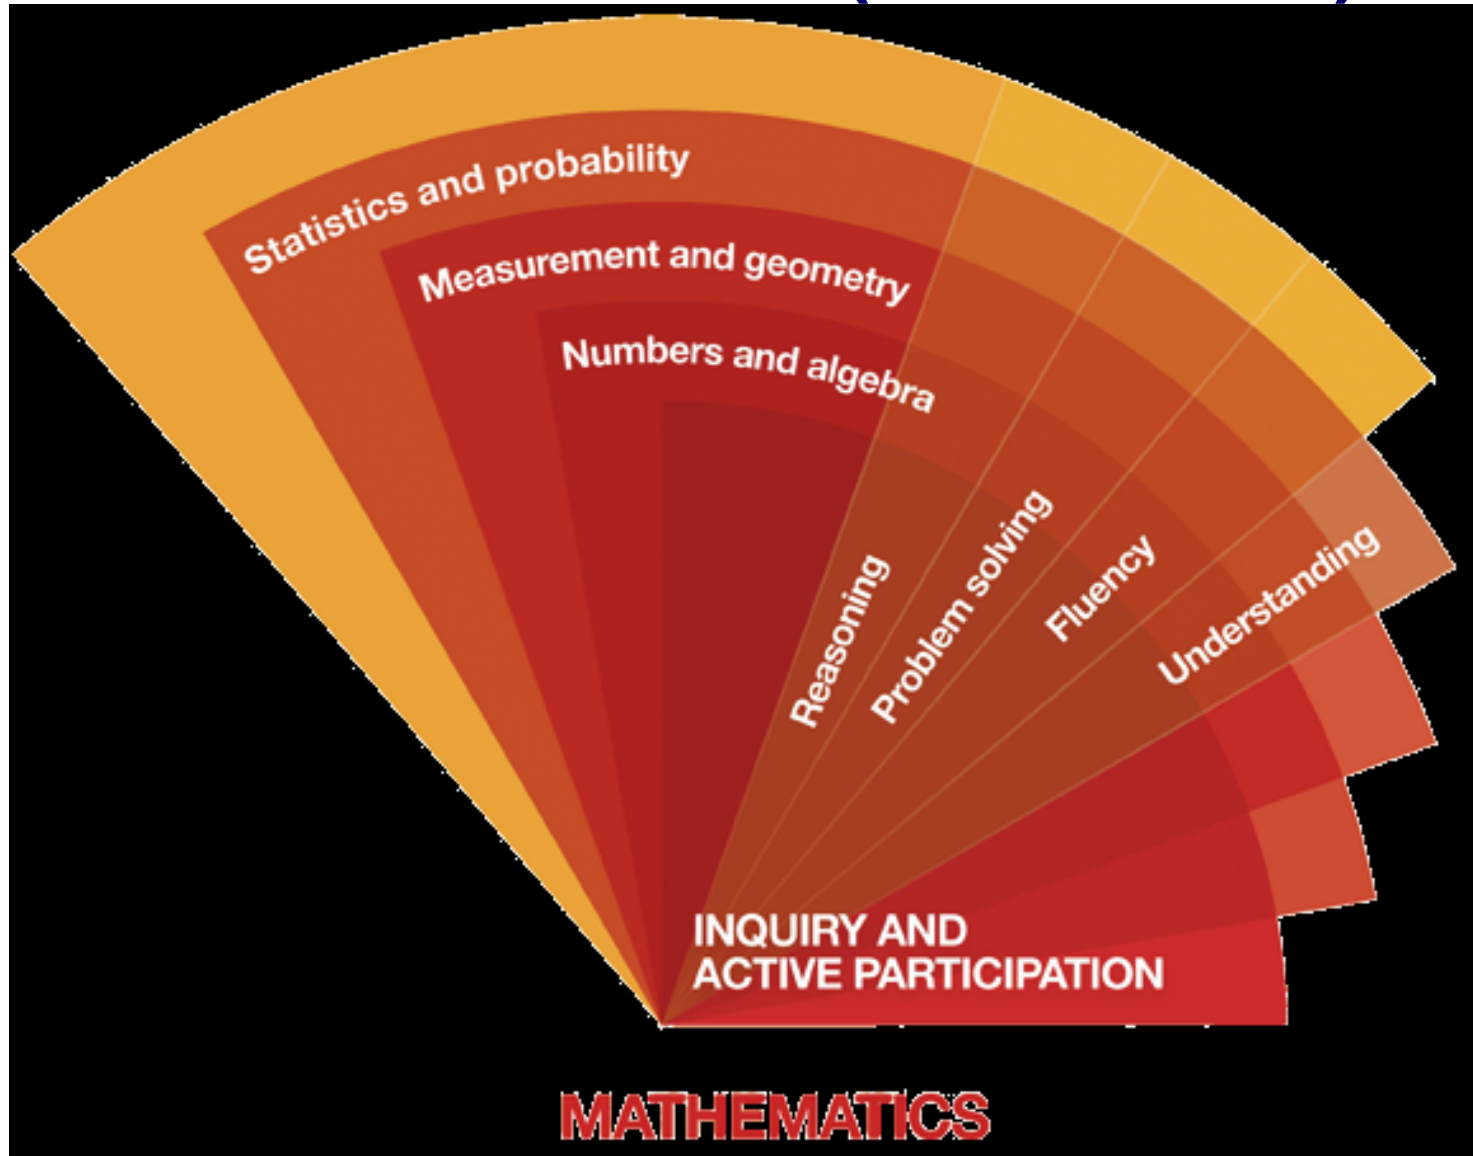 Statistics and probability
Measurement and geometry
Numbers and algebra
Reasoning
Problem solving
Fluency
Understanding
INQUIRY AND
ACTIVE PARTICIPATION
MATHEMATICS